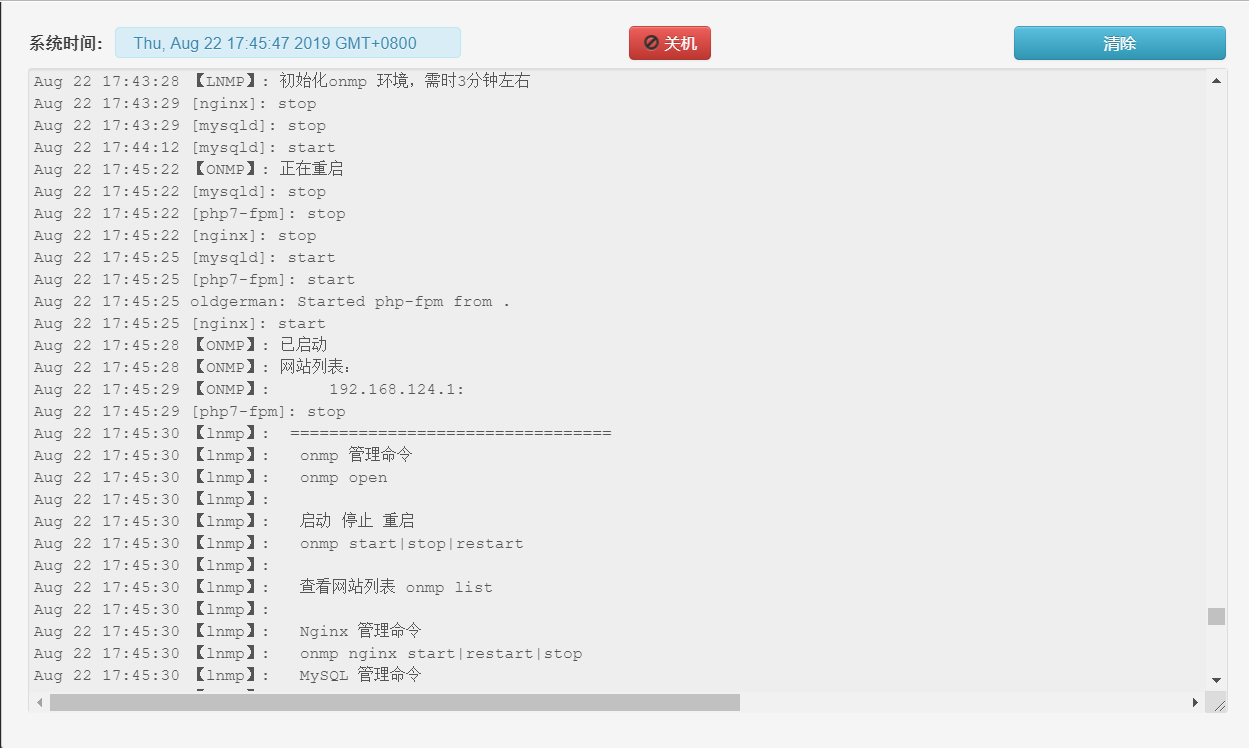 系统时间: Thu, Aug 22 17:45:47 2019 GMT+0800 关机 清除
Aug 22 17:43:28 【LNMP】: 初始化onmp 环境，需时3分钟左右
Aug 22 17:43:29 [nginx]: stop
Aug 22 17:43:29 [mysqld]: stop
Aug 22 17:44:12 [mysqld]: start
Aug 22 17:45:22 【ONMP】: 正在重启
Aug 22 17:45:22 [mysqld]: stop
Aug 22 17:45:22 [php7-fpm]: stop
Aug 22 17:45:22 [nginx]: stop
Aug 22 17:45:25 [mysqld]: start
Aug 22 17:45:25 [php7-fpm]: start
Aug 22 17:45:25 oldgerman: Started php-fpm from .
Aug 22 17:45:25 [nginx]: start
Aug 22 17:45:28 【ONMP】: 已启动
Aug 22 17:45:28 【ONMP】: 网站列表：
Aug 22 17:45:29 【ONMP】:      192.168.124.1:
Aug 22 17:45:29 [php7-fpm]: stop
Aug 22 17:45:30 【lnmp】:  =================================
Aug 22 17:45:30 【lnmp】:   onmp 管理命令
Aug 22 17:45:30 【lnmp】:   onmp open
Aug 22 17:45:30 【lnmp】:
Aug 22 17:45:30 【lnmp】:   启动 停止 重启
Aug 22 17:45:30 【lnmp】:   onmp start|stop|restart
Aug 22 17:45:30 【lnmp】:
Aug 22 17:45:30 【lnmp】:   查看网站列表 onmp list
Aug 22 17:45:30 【lnmp】:
Aug 22 17:45:30 【lnmp】:   Nginx 管理命令
Aug 22 17:45:30 【lnmp】:   onmp nginx start|restart|stop
Aug 22 17:45:30 【lnmp】:   MySQL 管理命令